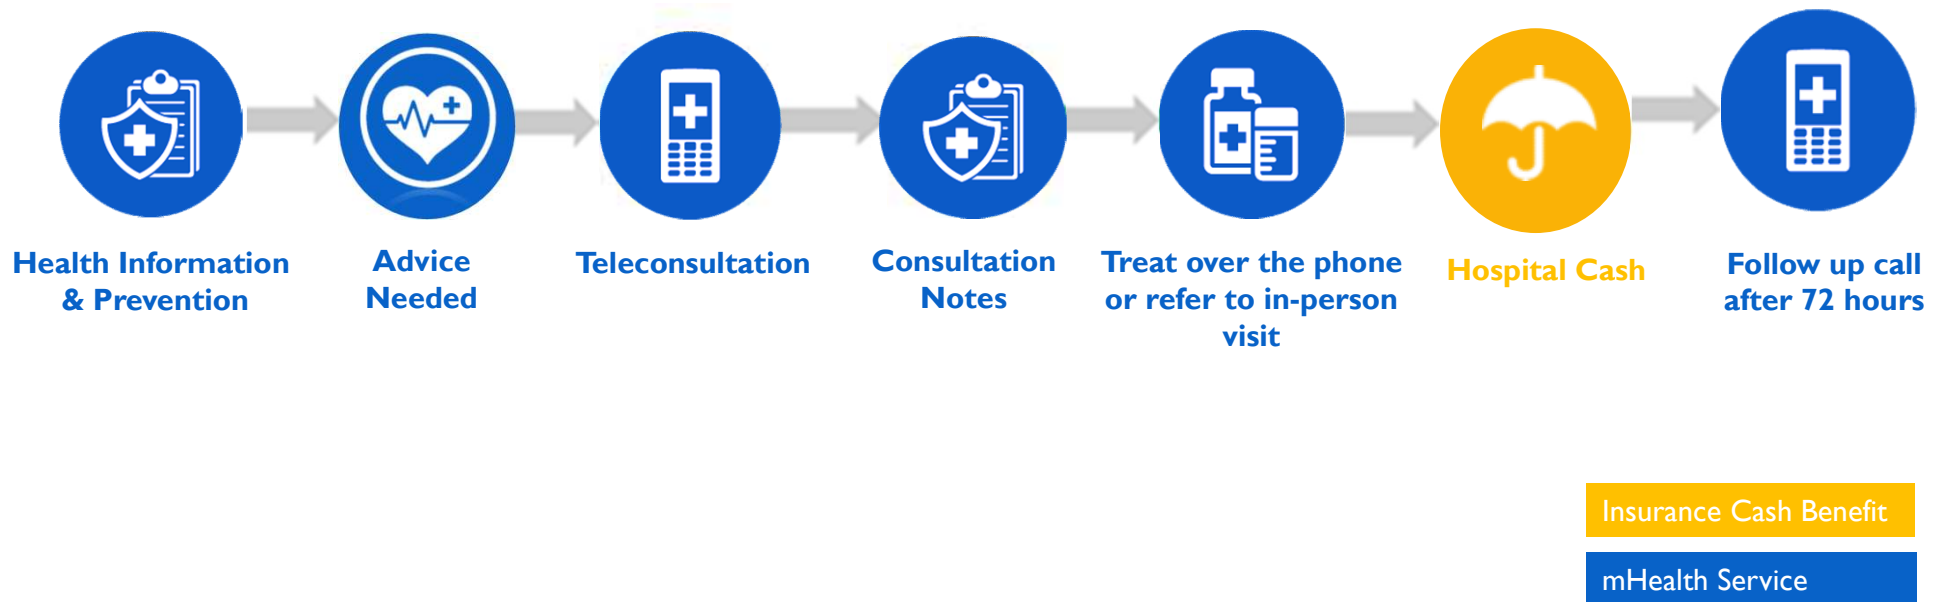 Health Information
& Prevention
Advice
Needed
Teleconsultation
Consultation
Notes
Treat over the phone
or refer to in-person
visit
Hospital Cash
Follow up call
after 72 hours
Insurance Cash Benefit
mHealth Service